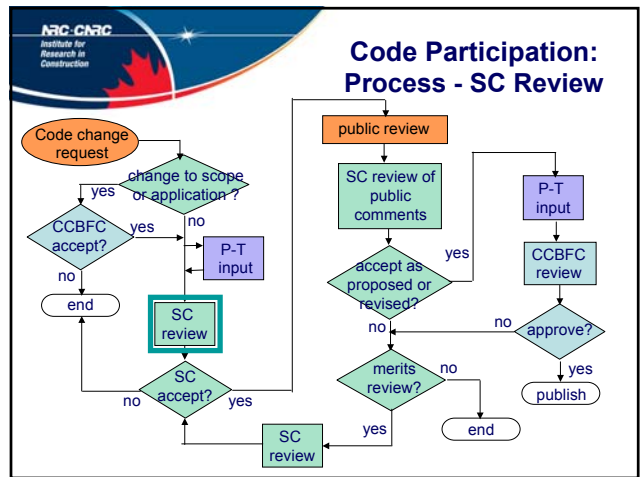 NRC·CNRC
Institute for
Research in
Construction
Code Participation:
Process - SC Review
Code change
request
change to scope
or application ?
yes
no
CCBFC
accept?
yes
no
end
P-T
input
SC
review
SC
accept?
no
yes
public review
SC review of
public
comments
accept as
proposed or
revised?
yes
no
P-T
input
CCBFC
review
approve?
no
yes
publish
merits
review?
no
end
yes
SC
review